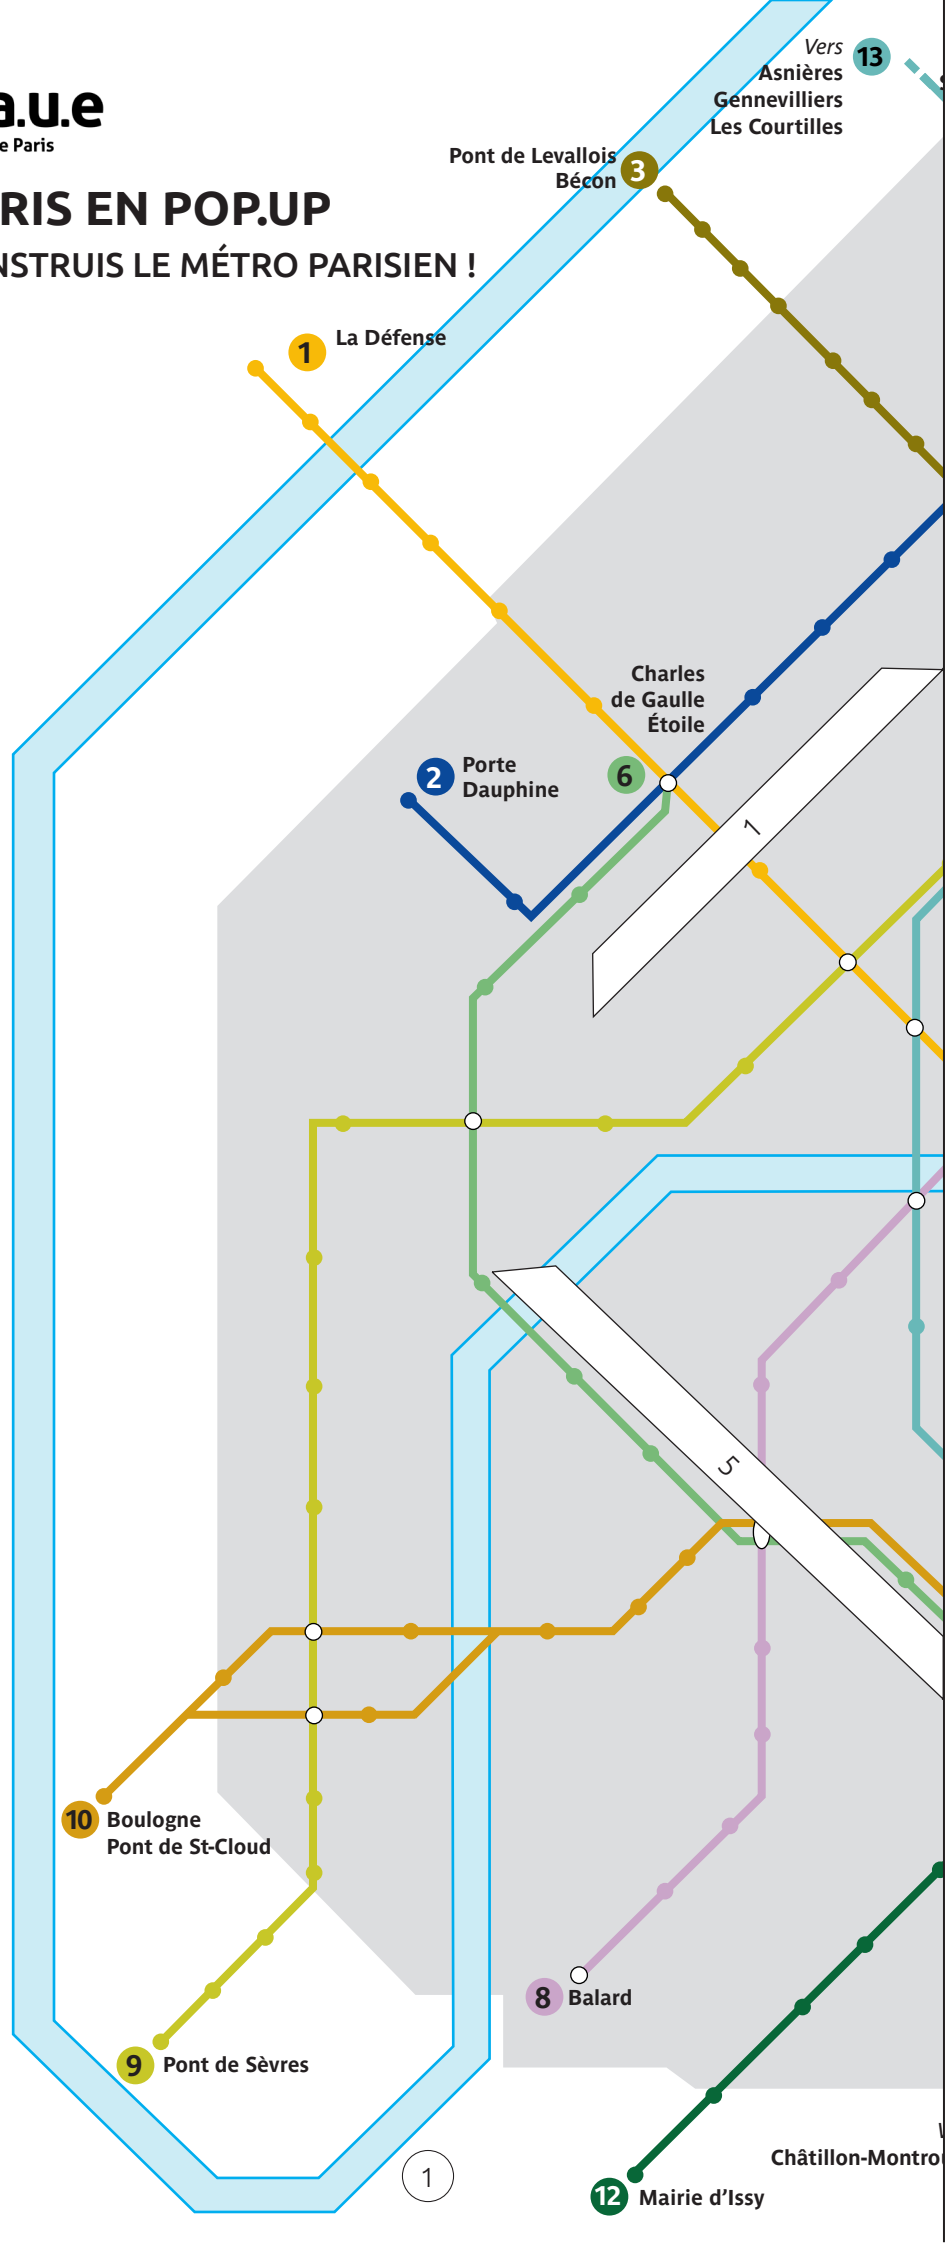 Vers 13
Asnières
Gennevilliers
Les Courtilles
a.u.e
e Paris
Pont de Levallois
Bécon
3
RIS EN POP.UP
NSTRUIS LE MÉTRO PARISIEN !
1 La Défense
Charles
de Gaulle
Étoile
6
2 Porte
Dauphine
1
5
10 Boulogne
Pont de St-Cloud
8 Balard
9 Pont de Sèvres
Châtillon-Montrou
1
12 Mairie d'Issy